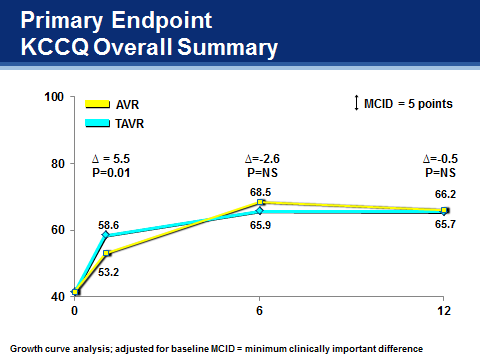 Primary Endpoint
KCCQ Overall Summary
100
AVR
TAVR
MCID = 5 points
80
Δ = 5.5
P=0.01
Δ=-2.6
P=NS
Δ=-0.5
P=NS
68.5
66.2
60
58.6
53.2
65.9
65.7
40
0
6
12
Growth curve analysis; adjusted for baseline MCID = minimum clinically important difference